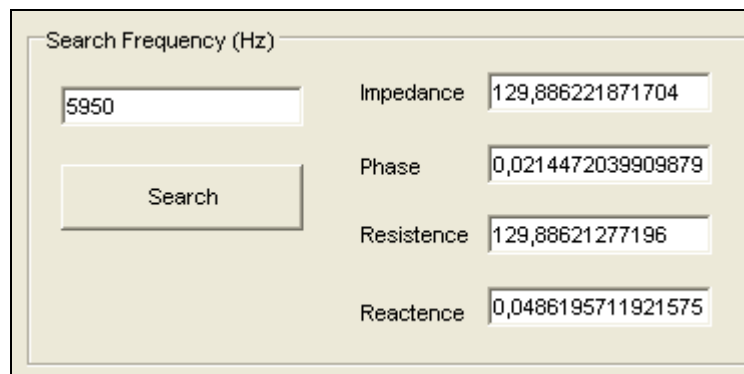 Search Frequency (Hz)
5950
Search
Impedance 129,886221871704
Phase 0,0214472039909879
Resistence 129,88621277196
Reactence 0,0486195711921575